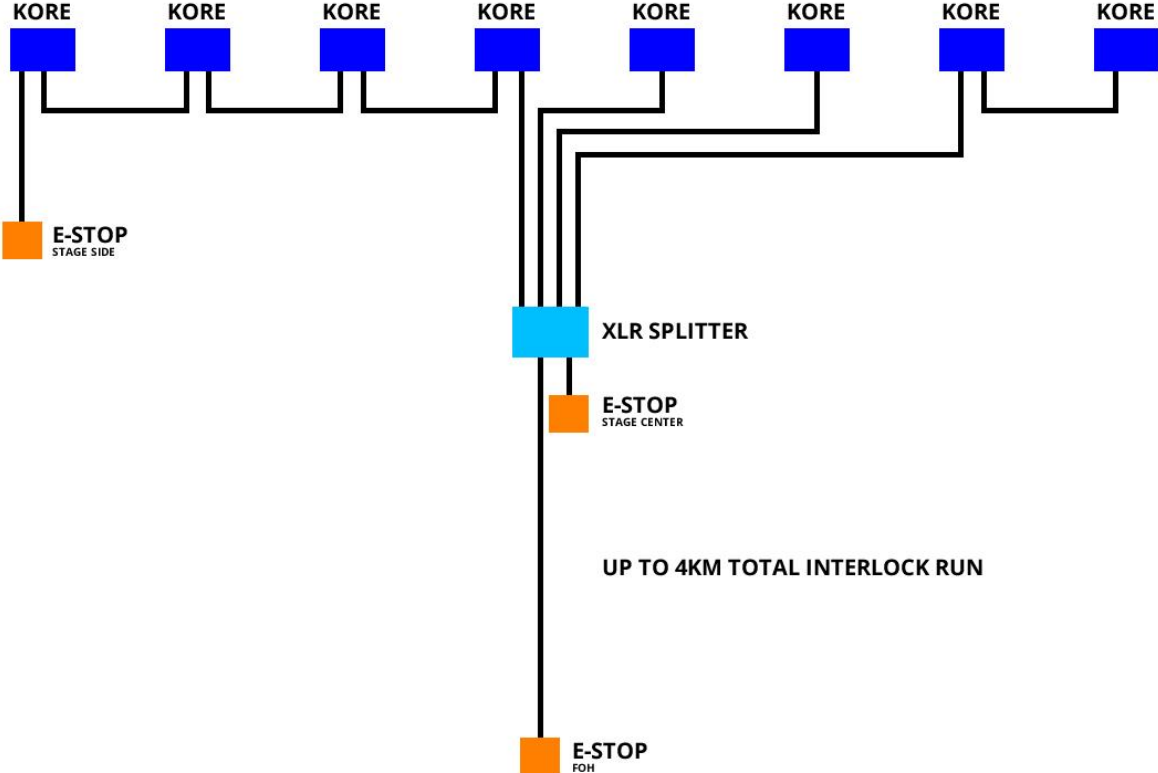 KORE KORE KORE KORE KORE KORE KORE KORE
E-STOP
STAGE SIDE
XLR SPLITTER
E-STOP
STAGE CENTER
UP TO 4KM TOTAL INTERLOCK RUN
E-STOP
FOH